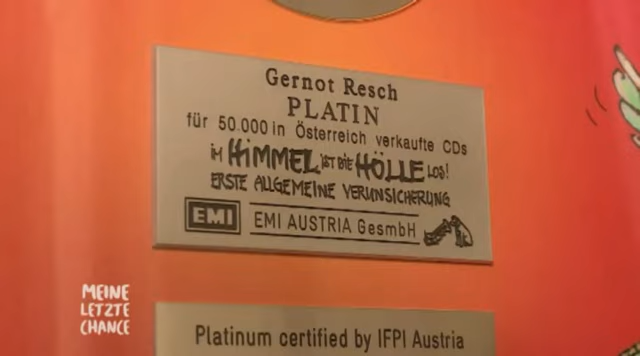 Gernot Resch
PLATIN
für 50.000 in Österreich verkaufte CDs
iM HiMMEL iST DiE HÖLLE LOS!
ERSTE ALLGEMEINE VERUNSICHERUNG
EMI EMI AUSTRIA GesmbH
Platinum certified by IFPI Austria
MEINE
LETZTE
CHANCE